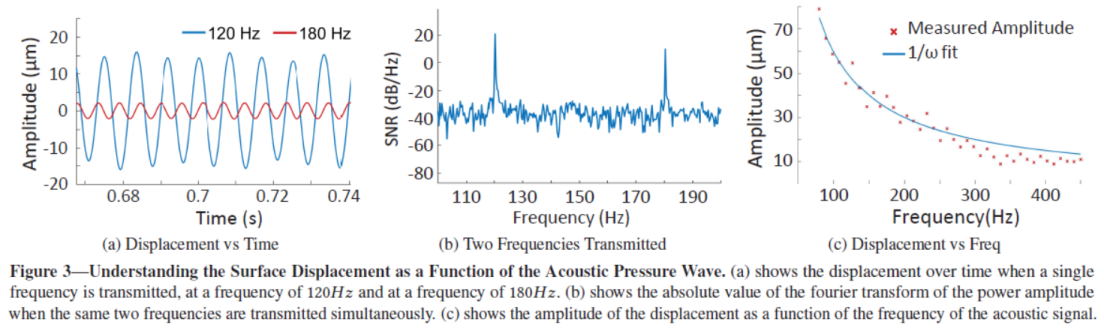 120 Hz 180 Hz
Amplitude (μm)
20
10
0
-10
-20
0.68 0.7 0.72 0.74
Time (s)
(a) Displacement vs Time
SNR (dB/Hz)
40
20
0
-20
-40
-60
-80
110 130 150 170 190
Frequency (Hz)
(b) Two Frequencies Transmitted
Measured Amplitude
1/ω fit
Amplitude (μm)
70
50
30
10
100 200 300 400
Frequency(Hz)
(c) Displacement vs Freq
Figure 3—Understanding the Surface Displacement as a Function of the Acoustic Pressure Wave. (a) shows the displacement over time when a single
frequency is transmitted, at a frequency of 120Hz and at a frequency of 180Hz. (b) shows the absolute value of the fourier transform of the power amplitude
when the same two frequencies are transmitted simultaneously. (c) shows the amplitude of the displacement as a function of the frequency of the acoustic signal.